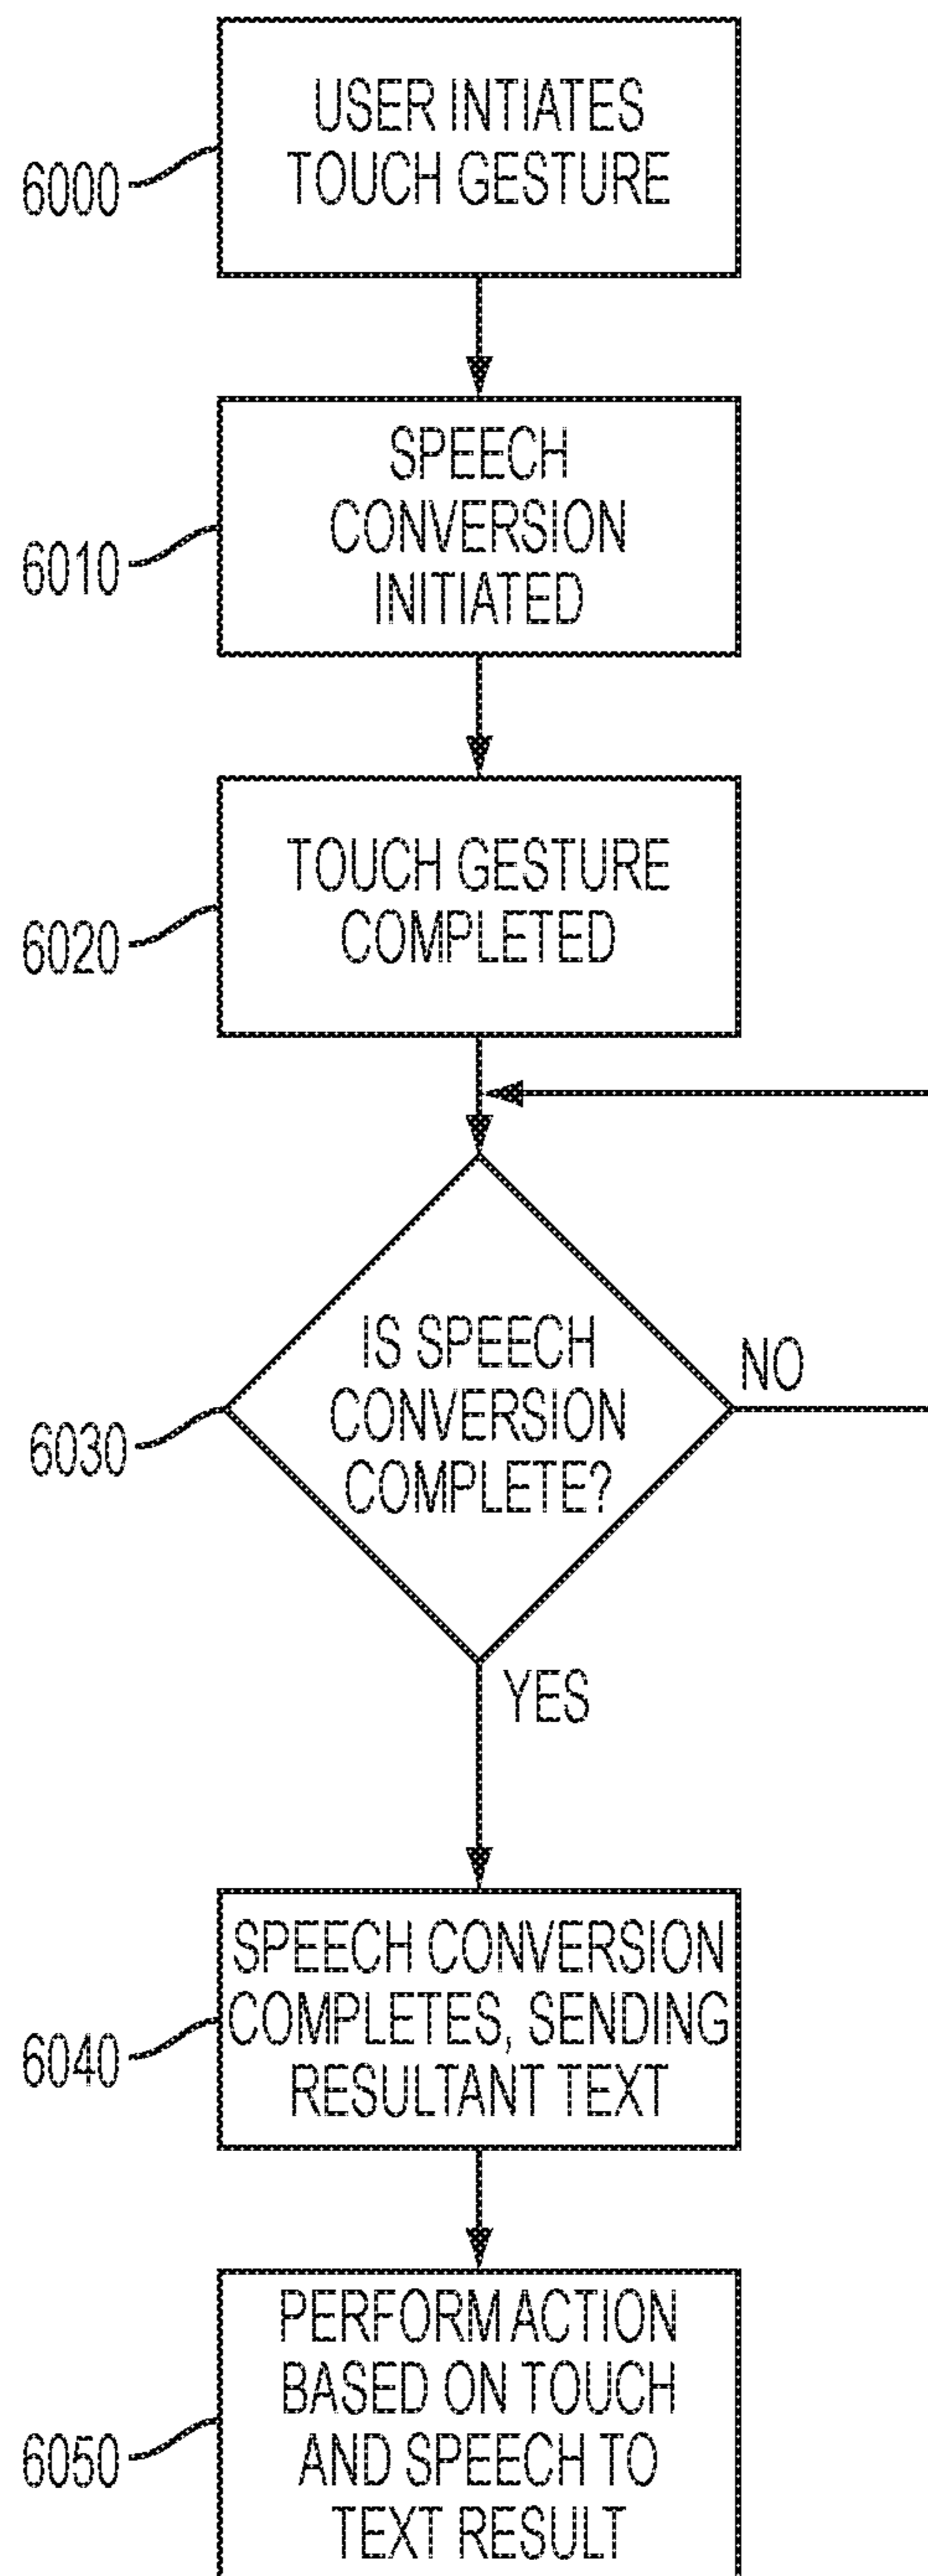 USER INTIATES
TOUCH GESTURE
6000
SPEECH
CONVERSION
INITIATED
6010
TOUCH GESTURE
COMPLETED
6020
IS SPEECH
CONVERSION
COMPLETE?
NO
6030
YES
SPEECH CONVERSION
COMPLETES, SENDING
RESULTANT TEXT
6040
PERFORM ACTION
BASED ON TOUCH
AND SPEECH TO
TEXT RESULT
6050